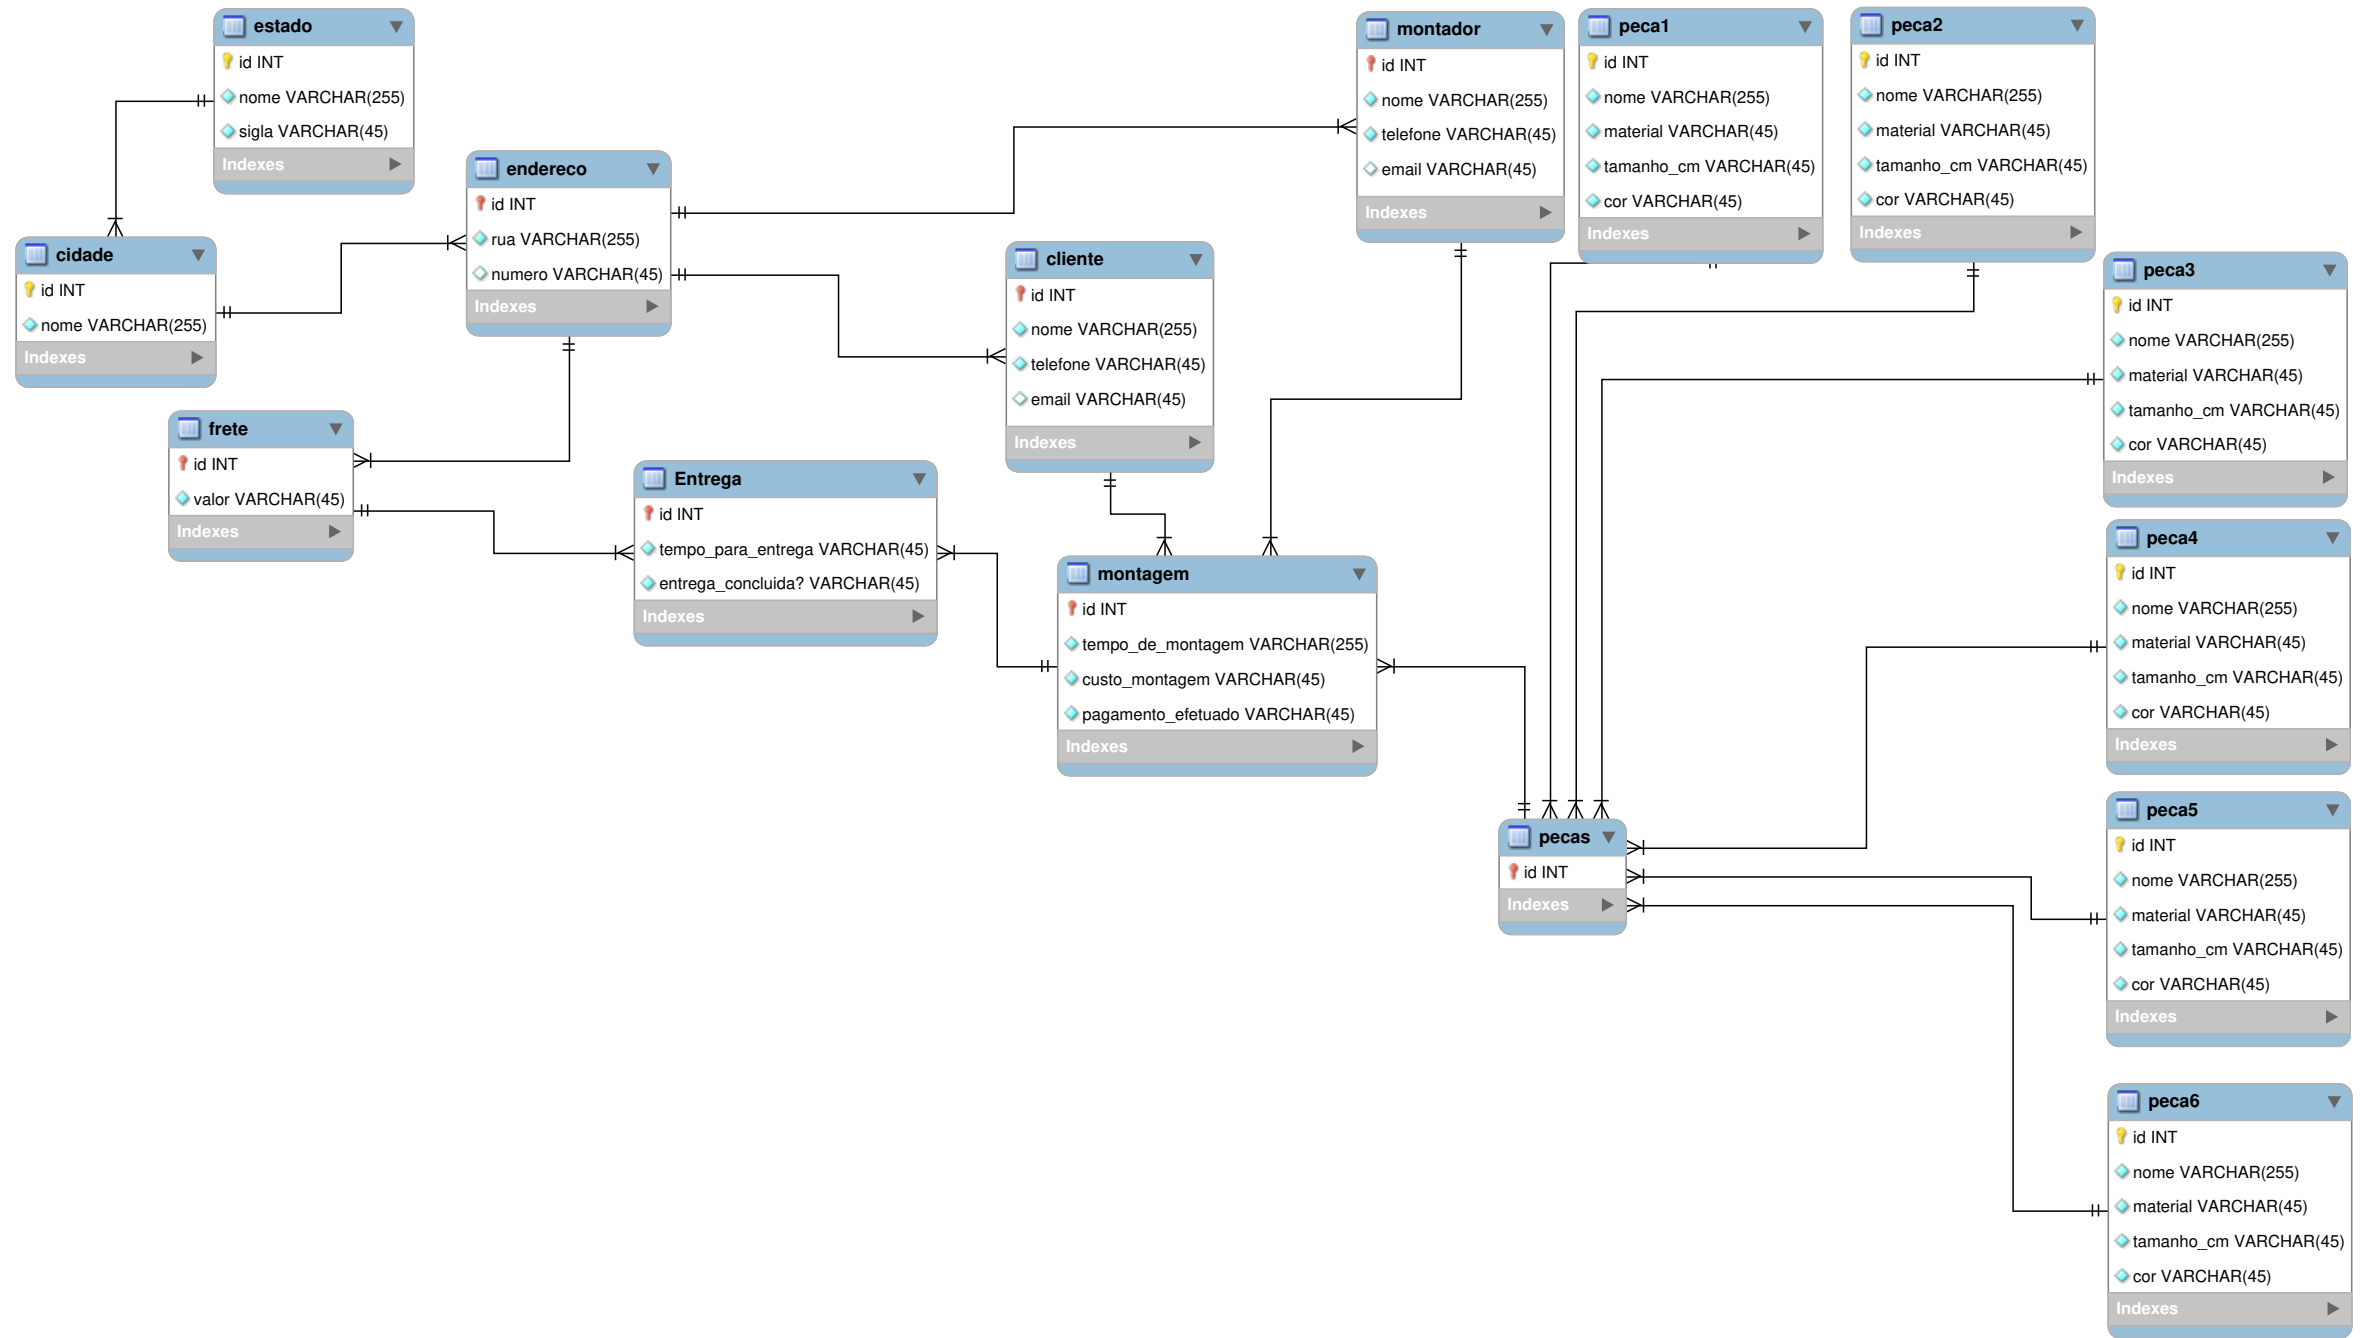 estado
id INT
nome VARCHAR(255)
sigla VARCHAR(45)
Indexes
cidade
id INT
nome VARCHAR(255)
Indexes
endereco
id INT
rua VARCHAR(255)
numero VARCHAR(45)
Indexes
frete
id INT
valor VARCHAR(45)
Indexes
Entrega
id INT
tempo_para_entrega VARCHAR(45)
entrega_concluida? VARCHAR(45)
Indexes
cliente
id INT
nome VARCHAR(255)
telefone VARCHAR(45)
email VARCHAR(45)
Indexes
montador
id INT
nome VARCHAR(255)
telefone VARCHAR(45)
email VARCHAR(45)
Indexes
montagem
id INT
tempo_de_montagem VARCHAR(255)
custo_montagem VARCHAR(45)
pagamento_efetuado VARCHAR(45)
Indexes
peca1
id INT
nome VARCHAR(255)
material VARCHAR(45)
tamanho_cm VARCHAR(45)
cor VARCHAR(45)
Indexes
peca2
id INT
nome VARCHAR(255)
material VARCHAR(45)
tamanho_cm VARCHAR(45)
cor VARCHAR(45)
Indexes
peca3
id INT
nome VARCHAR(255)
material VARCHAR(45)
tamanho_cm VARCHAR(45)
cor VARCHAR(45)
Indexes
peca4
id INT
nome VARCHAR(255)
material VARCHAR(45)
tamanho_cm VARCHAR(45)
cor VARCHAR(45)
Indexes
pecas
id INT
Indexes
peca5
id INT
nome VARCHAR(255)
material VARCHAR(45)
tamanho_cm VARCHAR(45)
cor VARCHAR(45)
Indexes
peca6
id INT
nome VARCHAR(255)
material VARCHAR(45)
tamanho_cm VARCHAR(45)
cor VARCHAR(45)
Indexes